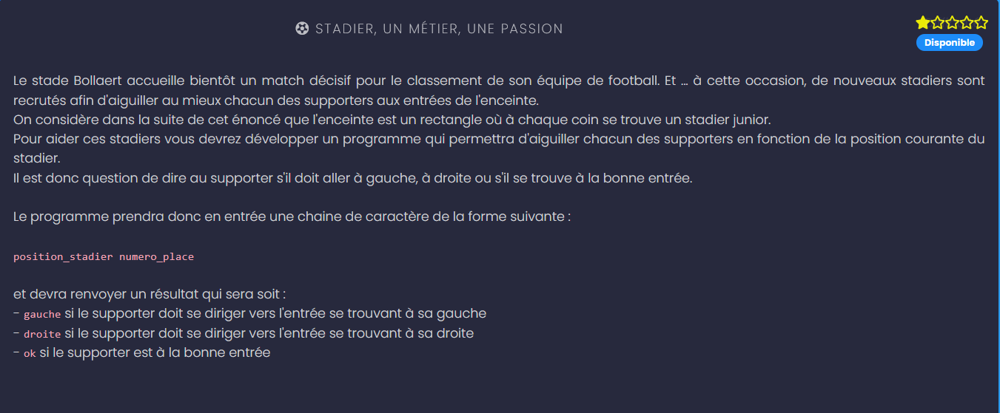 STADIER, UN MÉTIER, UNE PASSION
Disponible
Le stade Bollaert accueille bientôt un match décisif pour le classement de son équipe de football. Et ... à cette occasion, de nouveaux stadiers sont
recrutés afin d'aiguiller au mieux chacun des supporters aux entrées de l'enceinte.
On considère dans la suite de cet énoncé que l'enceinte est un rectangle où à chaque coin se trouve un stadier junior.
Pour aider ces stadiers vous devrez développer un programme qui permettra d'aiguiller chacun des supporters en fonction de la position courante du
stadier.
Il est donc question de dire au supporter s'il doit aller à gauche, à droite ou s'il se trouve à la bonne entrée.
Le programme prendra donc en entrée une chaine de caractère de la forme suivante :
position_stadier numero_place
et devra renvoyer un résultat qui sera soit :
- gauche si le supporter doit se diriger vers l'entrée se trouvant à sa gauche
- droite si le supporter doit se diriger vers l'entrée se trouvant à sa droite
- ok si le supporter est à la bonne entrée